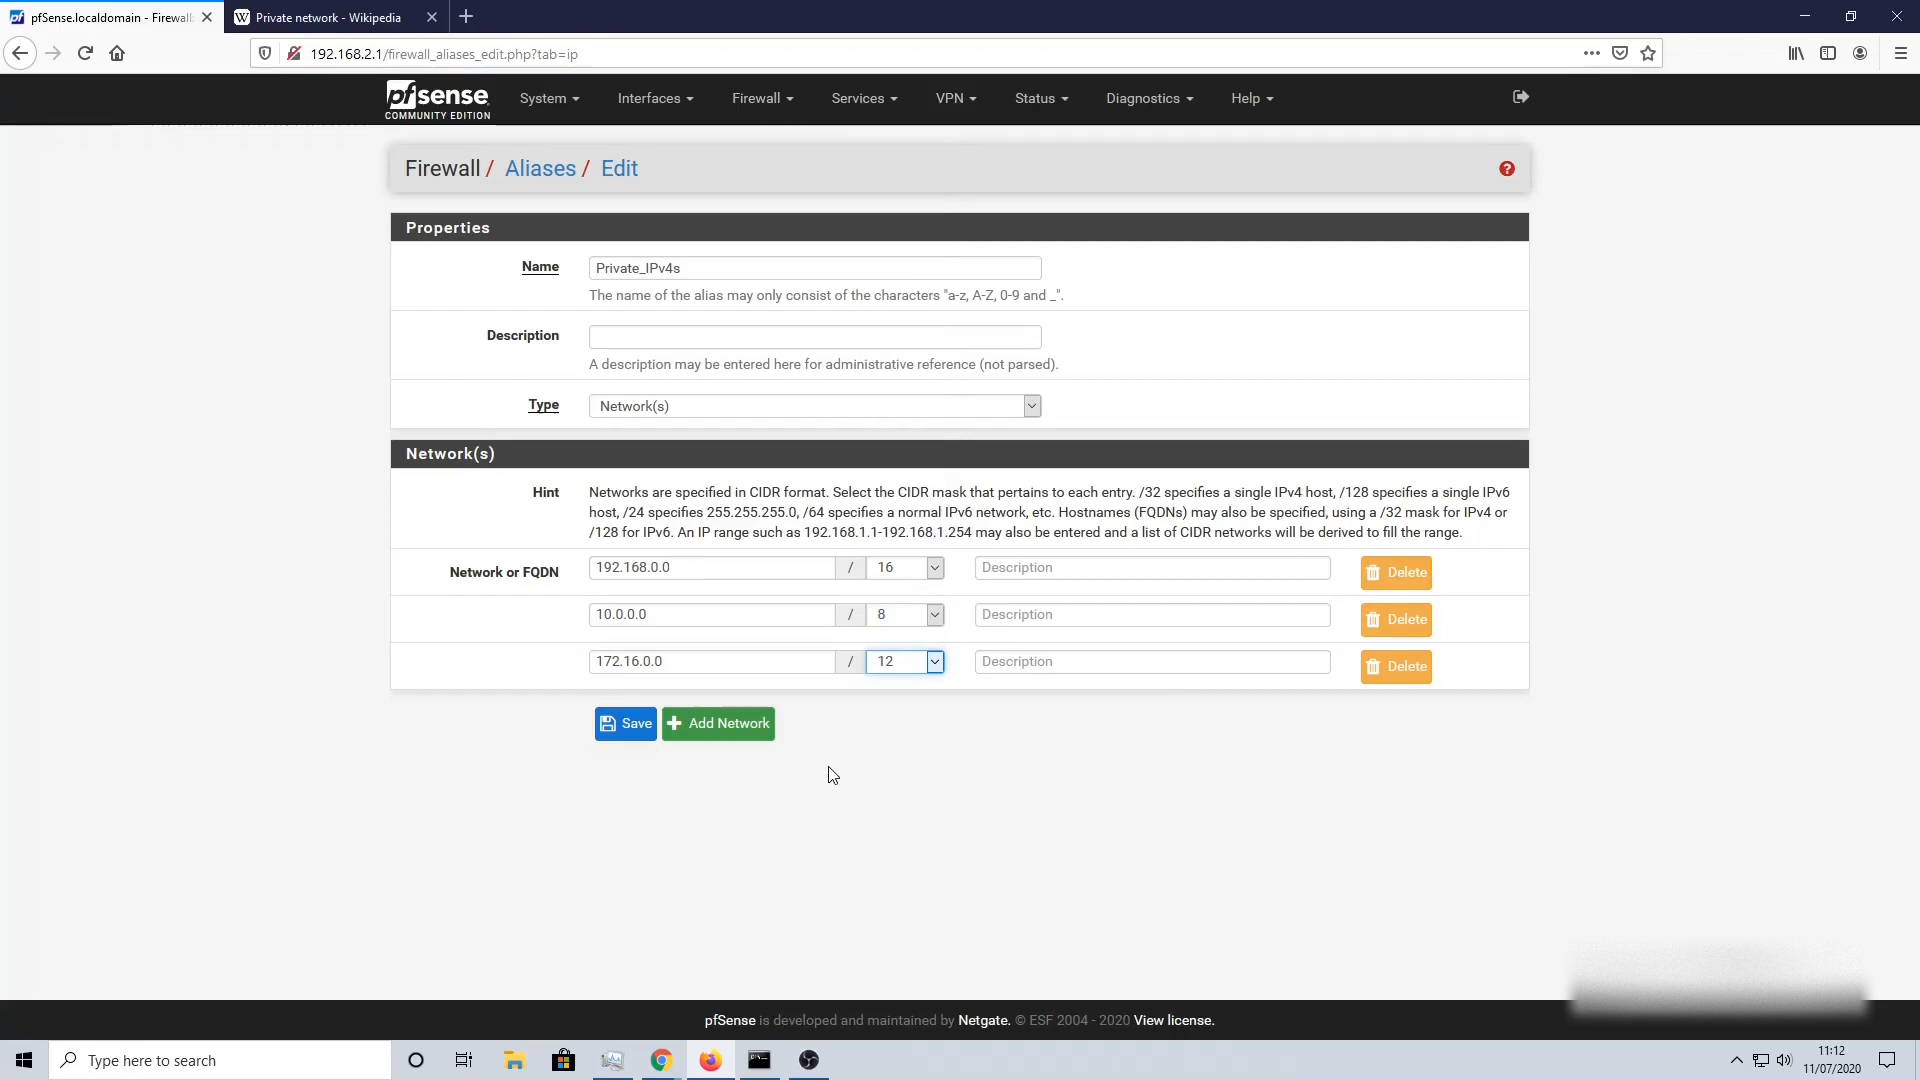 pfSense.localdomain - Firewall:
Private network - Wikipedia
192.168.2.1/firewall_aliases_edit.php?tab=ip
pfsense
COMMUNITY EDITION
System
Interfaces
Firewall
Services
VPN
Status
Diagnostics
Help
Firewall / Aliases / Edit
Properties
Name
Private_IPv4s
The name of the alias may only consist of the characters "a-z, A-Z, 0-9 and _".
Description
A description may be entered here for administrative reference (not parsed).
Type
Network(s)
Network(s)
Hint
Networks are specified in CIDR format. Select the CIDR mask that pertains to each entry. /32 specifies a single IPv4 host, /128 specifies a single IPv6
host, /24 specifies 255.255.255.0, /64 specifies a normal IPv6 network, etc. Hostnames (FQDNs) may also be specified, using a /32 mask for IPv4 or
/128 for IPv6. An IP range such as 192.168.1.1-192.168.1.254 may also be entered and a list of CIDR networks will be derived to fill the range.
Network or FQDN
192.168.0.0 / 16 Description Delete
10.0.0.0 / 8 Description Delete
172.16.0.0 / 12 Description Delete
Save
Add Network
pfSense is developed and maintained by Netgate. © ESF 2004 - 2020 View license.
Type here to search
11:12
11/07/2020